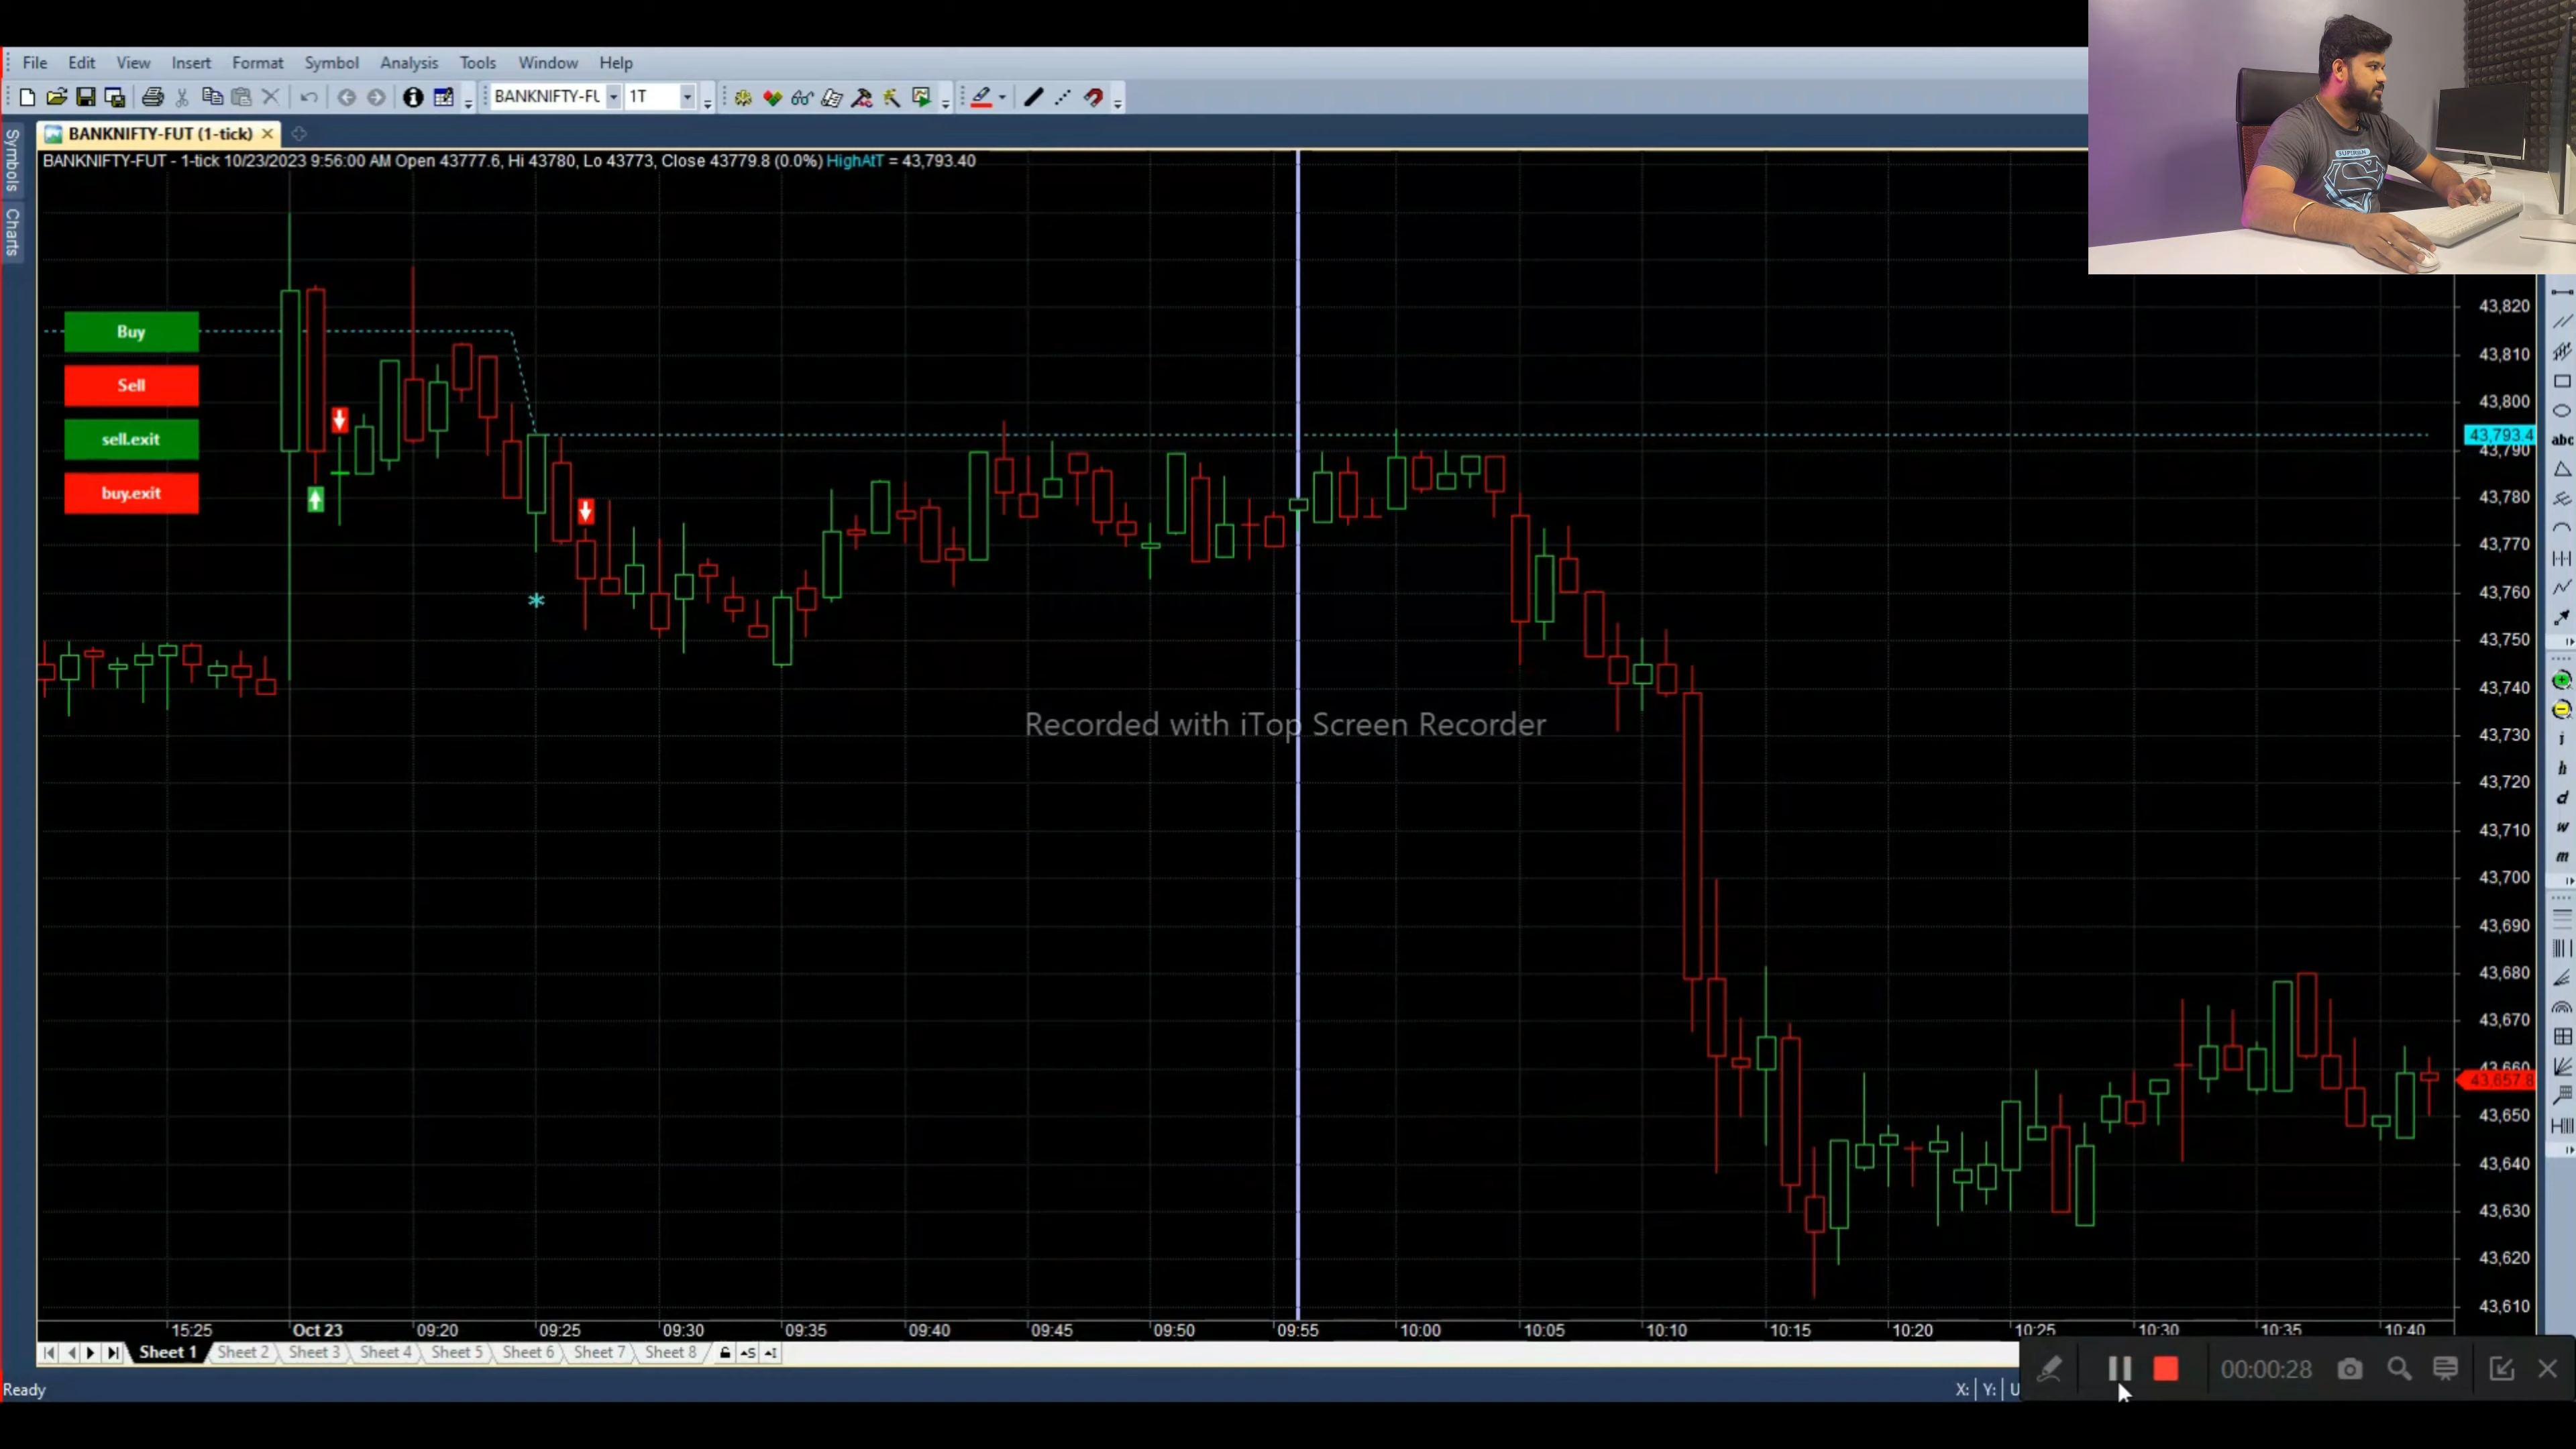 File Edit View Insert Format Symbol Analysis Tools Window Help
BANKNIFTY-FU 1T
Symbols
Charts
BANKNIFTY-FUT (1-tick)
BANKNIFTY-FUT - 1-tick 10/23/2023 9:56:00 AM Open 43777.6, Hi 43780, Lo 43773, Close 43779.8 (0.0%) HighAtT = 43,793.40
SUPERMAN
Buy
Sell
sell.exit
buy.exit
43,820
43,810
43,800
43,793.4
43,790
43,780
43,770
43,760
43,750
43,740
43,730
43,720
43,710
43,700
43,690
43,680
43,670
43,660
43,657.8
43,650
43,640
43,630
43,620
43,610
abc
i
h
d
w
m
Recorded with iTop Screen Recorder
15:25 Oct 23 09:20 09:25 09:30 09:35 09:40 09:45 09:50 09:55 10:00 10:05 10:10 10:15 10:20 10:25 10:30 10:35 10:40
Sheet 1 Sheet 2 Sheet 3 Sheet 4 Sheet 5 Sheet 6 Sheet 7 Sheet 8
Ready
X: Y: U
00:00:28